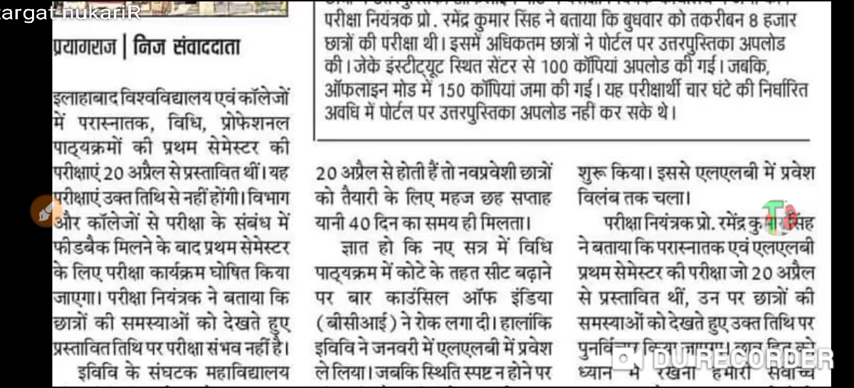 targat nukari.R
परीक्षा नियंत्रक प्रो. रमेंद्र कुमार सिंह ने बताया कि बुधवार को तकरीबन 8 हजार
छात्रों की परीक्षा थी। इसमें अधिकतम छात्रों ने पोर्टल पर उत्तरपुस्तिका अपलोड
की। जेके इंस्टीट्यूट स्थित सेंटर से 100 कॉपियां अपलोड की गईं। जबकि,
ऑफलाइन मोड में 150 कॉपियां जमा की गईं। यह परीक्षार्थी चार घंटे की निर्धारित
अवधि में पोर्टल पर उत्तरपुस्तिका अपलोड नहीं कर सके थे।
प्रयागराज | निज संवाददाता
इलाहाबाद विश्वविद्यालय एवं कॉलेजों
में परास्नातक, विधि, प्रोफेशनल
पाठ्यक्रमों की प्रथम सेमेस्टर की
परीक्षाएं 20 अप्रैल से प्रस्तावित थीं। यह
परीक्षाएं उक्त तिथि से नहीं होंगी। विभाग
और कॉलेजों से परीक्षा के संबंध में
फीडबैक मिलने के बाद प्रथम सेमेस्टर
के लिए परीक्षा कार्यक्रम घोषित किया
जाएगा। परीक्षा नियंत्रक ने बताया कि
छात्रों की समस्याओं को देखते हुए
प्रस्तावित तिथि पर परीक्षा संभव नहीं है।
इविवि के संघटक महाविद्यालय
20 अप्रैल से होती हैं तो नवप्रवेशी छात्रों
को तैयारी के लिए महज छह सप्ताह
यानी 40 दिन का समय ही मिलता।
ज्ञात हो कि नए सत्र में विधि
पाठ्यक्रम में कोटे के तहत सीट बढ़ाने
पर बार काउंसिल ऑफ इंडिया
(बीसीआई) ने रोक लगा दी। हालांकि
इविवि ने जनवरी में एलएलबी में प्रवेश
ले लिया। जबकि स्थिति स्पष्ट न होने पर
शुरू किया। इससे एलएलबी में प्रवेश
विलंब तक चला।
परीक्षा नियंत्रक प्रो. रमेंद्र कुमार सिंह
ने बताया कि परास्नातक एवं एलएलबी
प्रथम सेमेस्टर की परीक्षा जो 20 अप्रैल
से प्रस्तावित थीं, उन पर छात्रों की
समस्याओं को देखते हुए उक्त तिथि पर
पुनर्विचार किया जाएगा। छात्र हित को
ध्यान में रखना हमारी सर्वोच्च
DU RECORDER